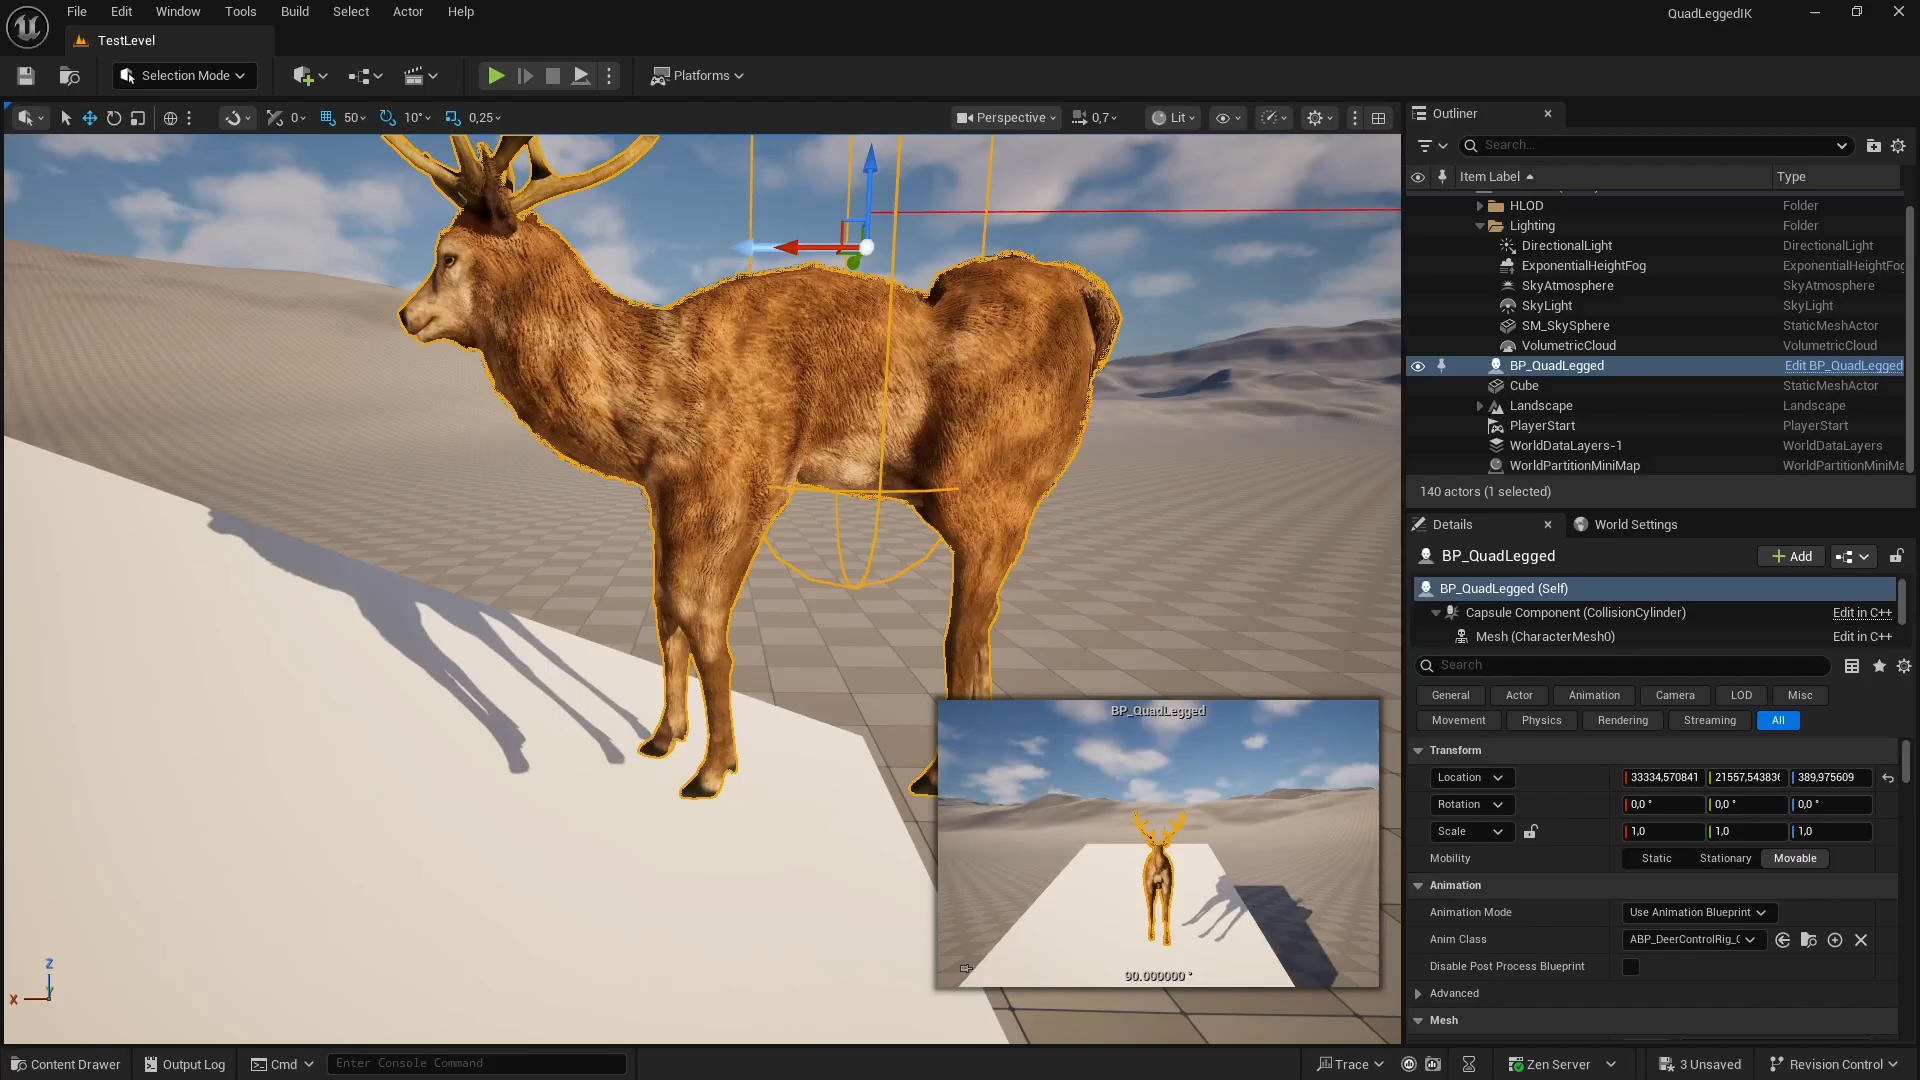 File Edit Window Tools Build Select Actor Help
QuadLeggedIK
TestLevel
Selection Mode
Platforms
0 50 10° 0,25
Perspective 0,7 Lit
Outliner
Search...
Item Label Type
HLOD Folder
Lighting Folder
DirectionalLight DirectionalLight
ExponentialHeightFog ExponentialHeightFog
SkyAtmosphere SkyAtmosphere
SkyLight SkyLight
SM_SkySphere StaticMeshActor
VolumetricCloud VolumetricCloud
BP_QuadLegged Edit BP_QuadLegged
Cube StaticMeshActor
Landscape Landscape
PlayerStart PlayerStart
WorldDataLayers-1 WorldDataLayers
WorldPartitionMiniMap WorldPartitionMiniMa
140 actors (1 selected)
Details World Settings
BP_QuadLegged Add
BP_QuadLegged (Self)
Capsule Component (CollisionCylinder) Edit in C++
Mesh (CharacterMesh0) Edit in C++
Search
General Actor Animation Camera LOD Misc
Movement Physics Rendering Streaming All
Transform
Location 33334,570841 21557,543836 389,975609
Rotation 0,0 ° 0,0 ° 0,0 °
Scale 1,0 1,0 1,0
Mobility Static Stationary Movable
Animation
Animation Mode Use Animation Blueprint
Anim Class ABP_DeerControlRig_C
Disable Post Process Blueprint
Advanced
Mesh
BP_QuadLegged
90.000000 °
Z
X
Content Drawer Output Log Cmd Enter Console Command
Trace Zen Server 3 Unsaved Revision Control